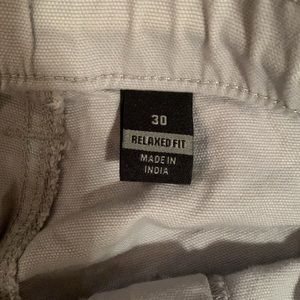 30
RELAXED FIT
MADE IN
INDIA